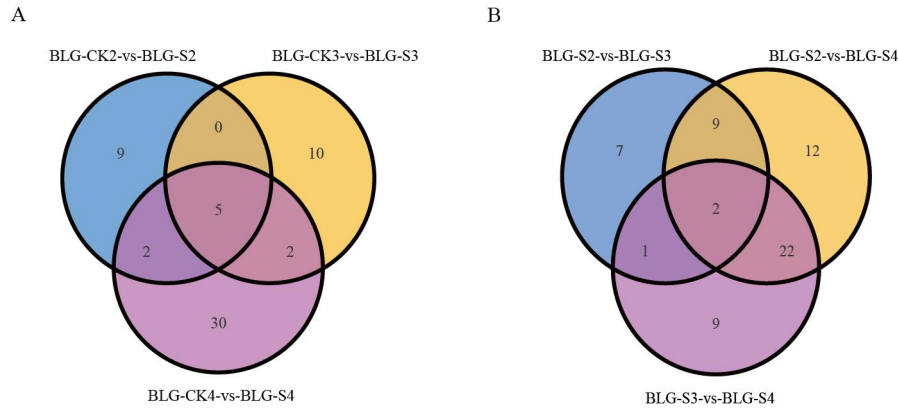 A
B
BLG-CK2-vs-BLG-S2
BLG-CK3-vs-BLG-S3
BLG-S2-vs-BLG-S3
BLG-S2-vs-BLG-S4
0
9
10
5
2
2
30
BLG-CK4-vs-BLG-S4
9
7
12
2
1
22
9
BLG-S3-vs-BLG-S4